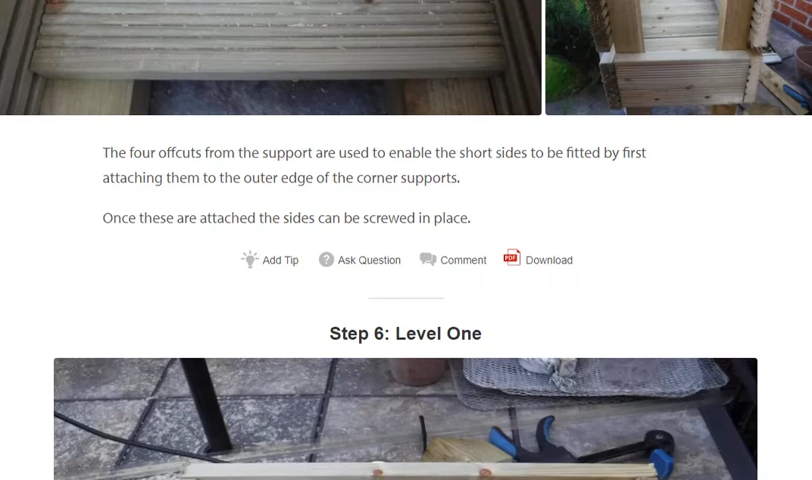 The four offcuts from the support are used to enable the short sides to be fitted by first
attaching them to the outer edge of the corner supports.
Once these are attached the sides can be screwed in place.
Add Tip ? Ask Question Comment PDF Download
Step 6: Level One